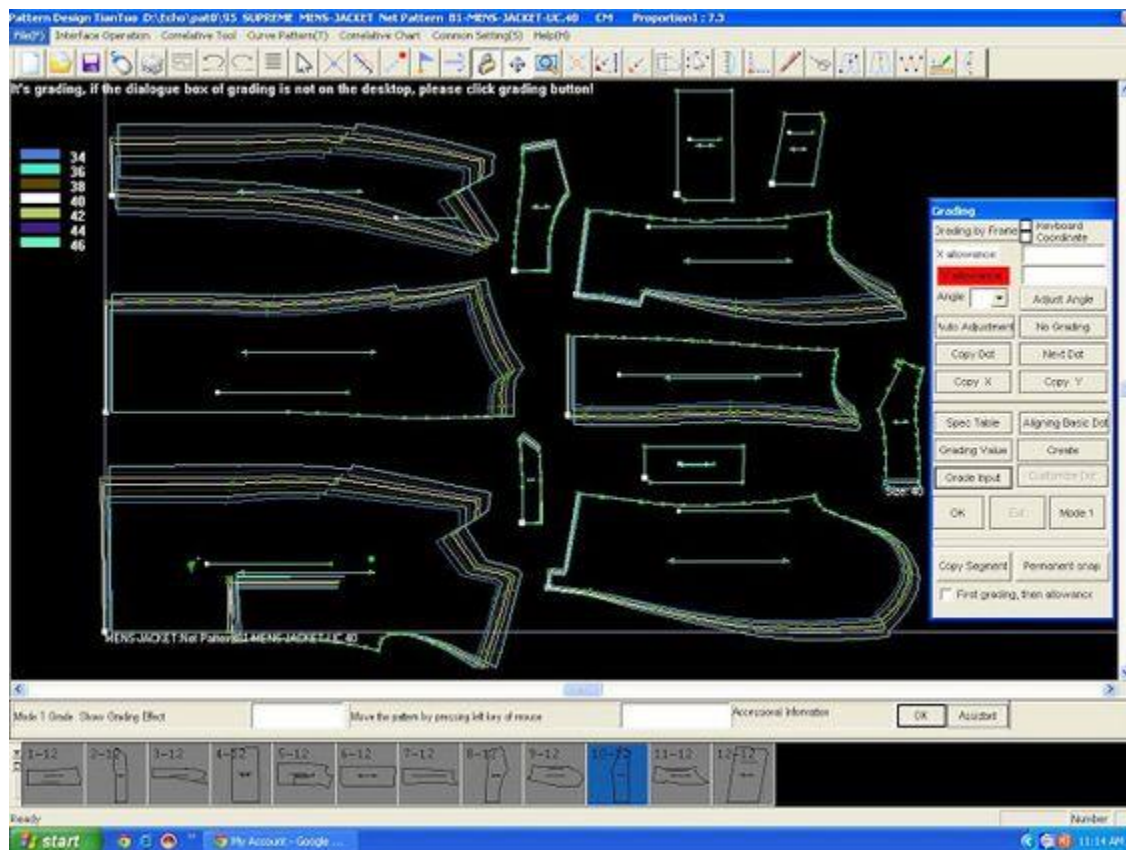 Pattern Design TianTuo D:\Echo\pat0\95 SUPREME MENS-JACKET Net Pattern 01-MENS-JACKET-UC.40 CM Proportion1 : 7.3
File(F) Interface Operation Correlative Tool Curve Pattern(T) Correlative Chart Common Setting(S) Help(H)
It's grading, if the dialogue box of grading is not on the desktop, please click grading button!
34
36
38
40
42
44
46
Grading
Grading by Frame
Keyboard
Coordinate
X allowance
Y allowance
Angle
Adjust Angle
Auto Adjustment
No Grading
Copy Dot
Next Dot
Copy X
Copy Y
Spec Table
Aligning Basic Dot
Grading Value
Create
Grade Input
Customize Dot
OK
Exit
Mode 1
Copy Segment
Permanent snap
First grading, then allowance
Size:40
MENS-JACKET:Net Pattern:01-MENS-JACKET-UC.40
Mode 1 Grade Show Grading Effect
Move the pattern by pressing left key of mouse
Accessional Information
OK
Assistant
1-12
2-12
3-12
4-12
5-12
6-12
7-12
8-12
9-12
10-12
11-12
12-12
Ready
Number
start
My Account - Google ...
11:14 AM